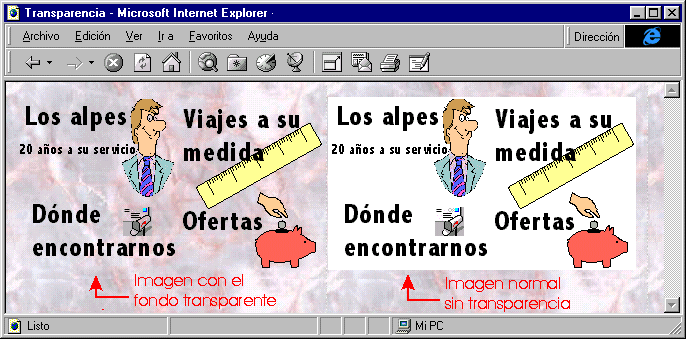 Transparencia - Microsoft Internet Explorer -
Archivo Edición Ver Ir a Favoritos Ayuda
Dirección
Los alpes
20 años a su servicio
Viajes a su
medida
Dónde
encontrarnos
Ofertas
Los alpes
20 años a su servicio
Viajes a su
medida
Dónde
encontrarnos
Ofertas
Imagen con el
fondo transparente
Imagen normal
sin transparencia
Listo
Mi PC